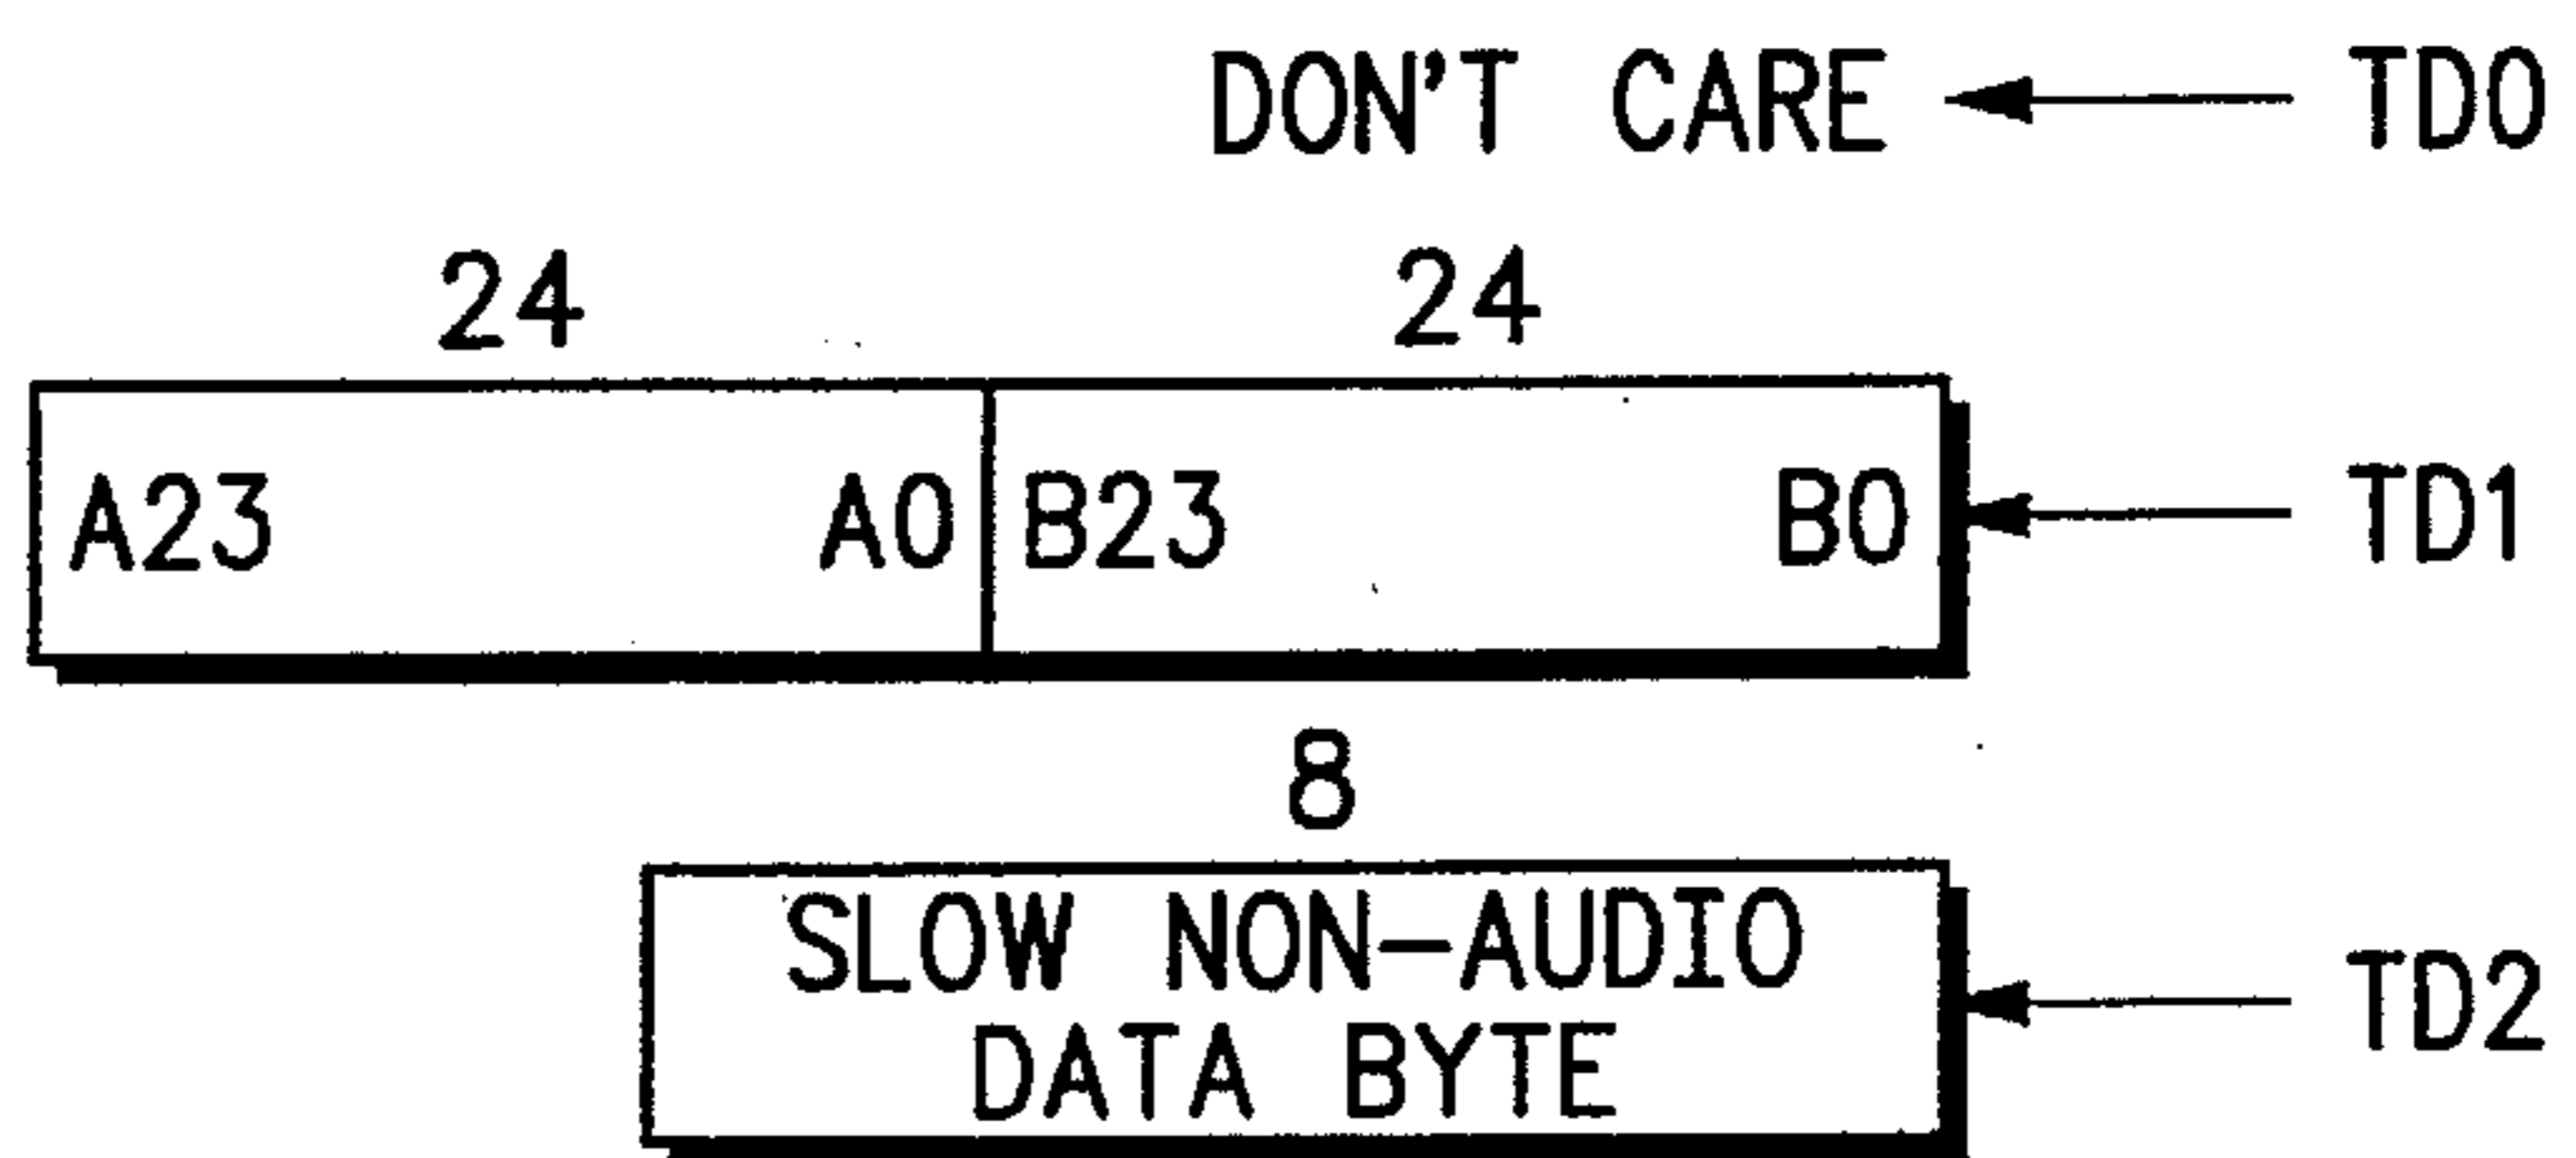 DON'T CARE TD0
24 24
A23 A0 B23 B0 TD1
8
SLOW NON-AUDIO
DATA BYTE TD2